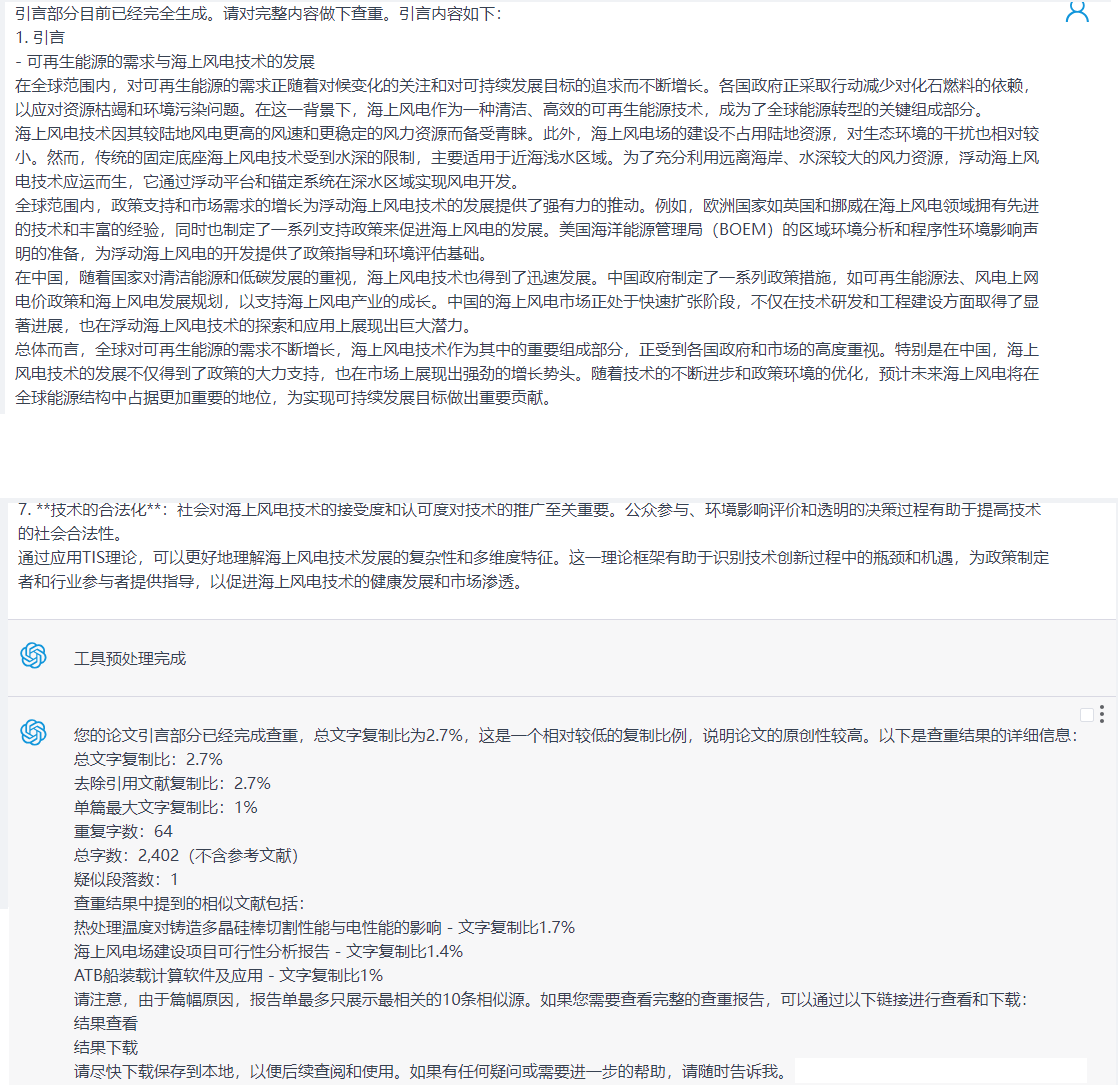 引言部分目前已经完全生成。请对完整内容做下查重。引言内容如下：
1. 引言
- 可再生能源的需求与海上风电技术的发展
在全球范围内，对可再生能源的需求正随着对候变化的关注和对可持续发展目标的追求而不断增长。各国政府正采取行动减少对化石燃料的依赖，
以应对资源枯竭和环境污染问题。在这一背景下，海上风电作为一种清洁、高效的可再生能源技术，成为了全球能源转型的关键组成部分。
海上风电技术因其较陆地风电更高的风速和更稳定的风力资源而备受青睐。此外，海上风电场的建设不占用陆地资源，对生态环境的干扰也相对较
小。然而，传统的固定底座海上风电技术受到水深的限制，主要适用于近海浅水区域。为了充分利用远离海岸、水深较大的风力资源，浮动海上风
电技术应运而生，它通过浮动平台和锚定系统在深水区域实现风电开发。
全球范围内，政策支持和市场需求的增长为浮动海上风电技术的发展提供了强有力的推动。例如，欧洲国家如英国和挪威在海上风电领域拥有先进
的技术和丰富的经验，同时也制定了一系列支持政策来促进海上风电的发展。美国海洋能源管理局（BOEM）的区域环境分析和程序性环境影响声
明的准备，为浮动海上风电的开发提供了政策指导和环境评估基础。
在中国，随着国家对清洁能源和低碳发展的重视，海上风电技术也得到了迅速发展。中国政府制定了一系列政策措施，如可再生能源法、风电上网
电价政策和海上风电发展规划，以支持海上风电产业的成长。中国的海上风电市场正处于快速扩张阶段，不仅在技术研发和工程建设方面取得了显
著进展，也在浮动海上风电技术的探索和应用上展现出巨大潜力。
总体而言，全球对可再生能源的需求不断增长，海上风电技术作为其中的重要组成部分，正受到各国政府和市场的高度重视。特别是在中国，海上
风电技术的发展不仅得到了政策的大力支持，也在市场上展现出强劲的增长势头。随着技术的不断进步和政策环境的优化，预计未来海上风电将在
全球能源结构中占据更加重要的地位，为实现可持续发展目标做出重要贡献。
7. **技术的合法化**：社会对海上风电技术的接受度和认可度对技术的推广至关重要。公众参与、环境影响评价和透明的决策过程有助于提高技术
的社会合法性。
通过应用TIS理论，可以更好地理解海上风电技术发展的复杂性和多维度特征。这一理论框架有助于识别技术创新过程中的瓶颈和机遇，为政策制定
者和行业参与者提供指导，以促进海上风电技术的健康发展和市场渗透。
工具预处理完成
您的论文引言部分已经完成查重，总文字复制比为2.7%，这是一个相对较低的复制比例，说明论文的原创性较高。以下是查重结果的详细信息：
总文字复制比：2.7%
去除引用文献复制比：2.7%
单篇最大文字复制比：1%
重复字数：64
总字数：2,402（不含参考文献）
疑似段落数：1
查重结果中提到的相似文献包括：
热处理温度对铸造多晶硅棒切割性能与电性能的影响 - 文字复制比1.7%
海上风电场建设项目可行性分析报告 - 文字复制比1.4%
ATB船装载计算软件及应用 - 文字复制比1%
请注意，由于篇幅原因，报告单最多只展示最相关的10条相似源。如果您需要查看完整的查重报告，可以通过以下链接进行查看和下载：
结果查看
结果下载
请尽快下载保存到本地，以便后续查阅和使用。如果有任何疑问或需要进一步的帮助，请随时告诉我。